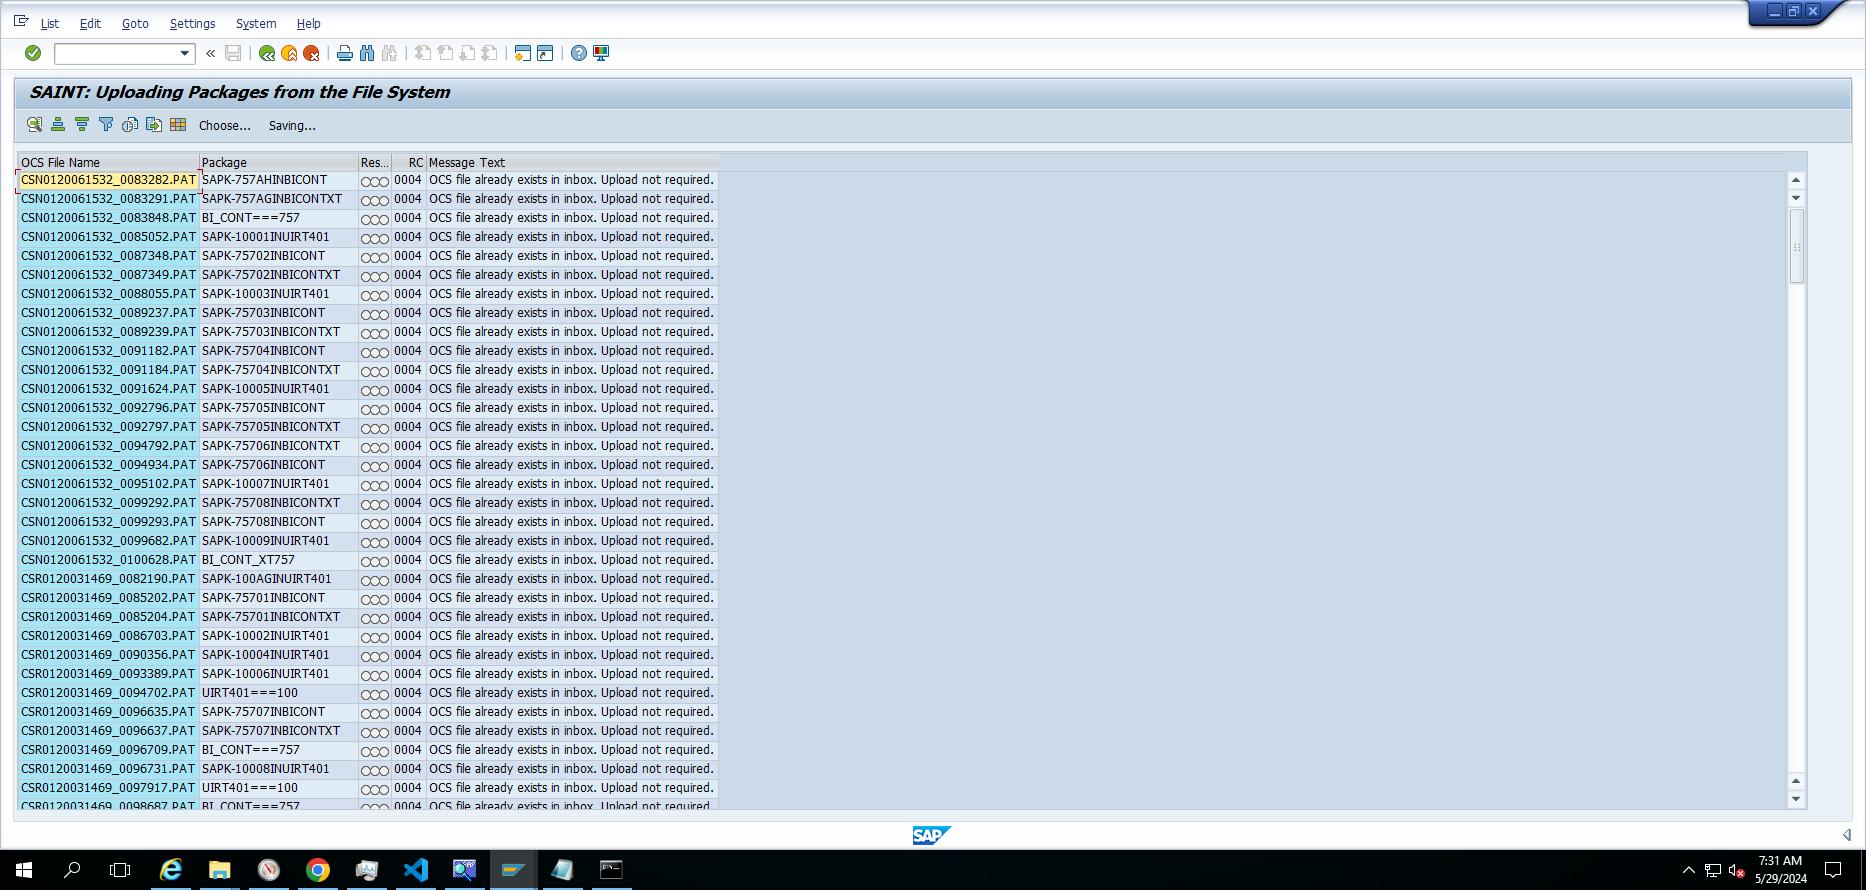 List Edit Goto Settings System Help
SAINT: Uploading Packages from the File System
Choose... Saving...
OCS File Name Package Res... RC Message Text
CSN0120061532_0083282.PAT SAPK-757AHINBICONT 0004 OCS file already exists in inbox. Upload not required.
CSN0120061532_0083291.PAT SAPK-757AGINBICONTXT 0004 OCS file already exists in inbox. Upload not required.
CSN0120061532_0083848.PAT BI_CONT===757 0004 OCS file already exists in inbox. Upload not required.
CSN0120061532_0085052.PAT SAPK-10001INUIRT401 0004 OCS file already exists in inbox. Upload not required.
CSN0120061532_0087348.PAT SAPK-75702INBICONT 0004 OCS file already exists in inbox. Upload not required.
CSN0120061532_0087349.PAT SAPK-75702INBICONTXT 0004 OCS file already exists in inbox. Upload not required.
CSN0120061532_0088055.PAT SAPK-10003INUIRT401 0004 OCS file already exists in inbox. Upload not required.
CSN0120061532_0089237.PAT SAPK-75703INBICONT 0004 OCS file already exists in inbox. Upload not required.
CSN0120061532_0089239.PAT SAPK-75703INBICONTXT 0004 OCS file already exists in inbox. Upload not required.
CSN0120061532_0091182.PAT SAPK-75704INBICONT 0004 OCS file already exists in inbox. Upload not required.
CSN0120061532_0091184.PAT SAPK-75704INBICONTXT 0004 OCS file already exists in inbox. Upload not required.
CSN0120061532_0091624.PAT SAPK-10005INUIRT401 0004 OCS file already exists in inbox. Upload not required.
CSN0120061532_0092796.PAT SAPK-75705INBICONT 0004 OCS file already exists in inbox. Upload not required.
CSN0120061532_0092797.PAT SAPK-75705INBICONTXT 0004 OCS file already exists in inbox. Upload not required.
CSN0120061532_0094792.PAT SAPK-75706INBICONTXT 0004 OCS file already exists in inbox. Upload not required.
CSN0120061532_0094934.PAT SAPK-75706INBICONT 0004 OCS file already exists in inbox. Upload not required.
CSN0120061532_0095102.PAT SAPK-10007INUIRT401 0004 OCS file already exists in inbox. Upload not required.
CSN0120061532_0099292.PAT SAPK-75708INBICONTXT 0004 OCS file already exists in inbox. Upload not required.
CSN0120061532_0099293.PAT SAPK-75708INBICONT 0004 OCS file already exists in inbox. Upload not required.
CSN0120061532_0099682.PAT SAPK-10009INUIRT401 0004 OCS file already exists in inbox. Upload not required.
CSN0120061532_0100628.PAT BI_CONT_XT757 0004 OCS file already exists in inbox. Upload not required.
CSR0120031469_0082190.PAT SAPK-100AGINUIRT401 0004 OCS file already exists in inbox. Upload not required.
CSR0120031469_0085202.PAT SAPK-75701INBICONT 0004 OCS file already exists in inbox. Upload not required.
CSR0120031469_0085204.PAT SAPK-75701INBICONTXT 0004 OCS file already exists in inbox. Upload not required.
CSR0120031469_0086703.PAT SAPK-10002INUIRT401 0004 OCS file already exists in inbox. Upload not required.
CSR0120031469_0090356.PAT SAPK-10004INUIRT401 0004 OCS file already exists in inbox. Upload not required.
CSR0120031469_0093389.PAT SAPK-10006INUIRT401 0004 OCS file already exists in inbox. Upload not required.
CSR0120031469_0094702.PAT UIRT401===100 0004 OCS file already exists in inbox. Upload not required.
CSR0120031469_0096635.PAT SAPK-75707INBICONT 0004 OCS file already exists in inbox. Upload not required.
CSR0120031469_0096637.PAT SAPK-75707INBICONTXT 0004 OCS file already exists in inbox. Upload not required.
CSR0120031469_0096709.PAT BI_CONT===757 0004 OCS file already exists in inbox. Upload not required.
CSR0120031469_0096731.PAT SAPK-10008INUIRT401 0004 OCS file already exists in inbox. Upload not required.
CSR0120031469_0097917.PAT UIRT401===100 0004 OCS file already exists in inbox. Upload not required.
CSR0120031469_0098687.PAT BI_CONT===757 0004 OCS file already exists in inbox. Upload not required.
SAP
7:31 AM
5/29/2024